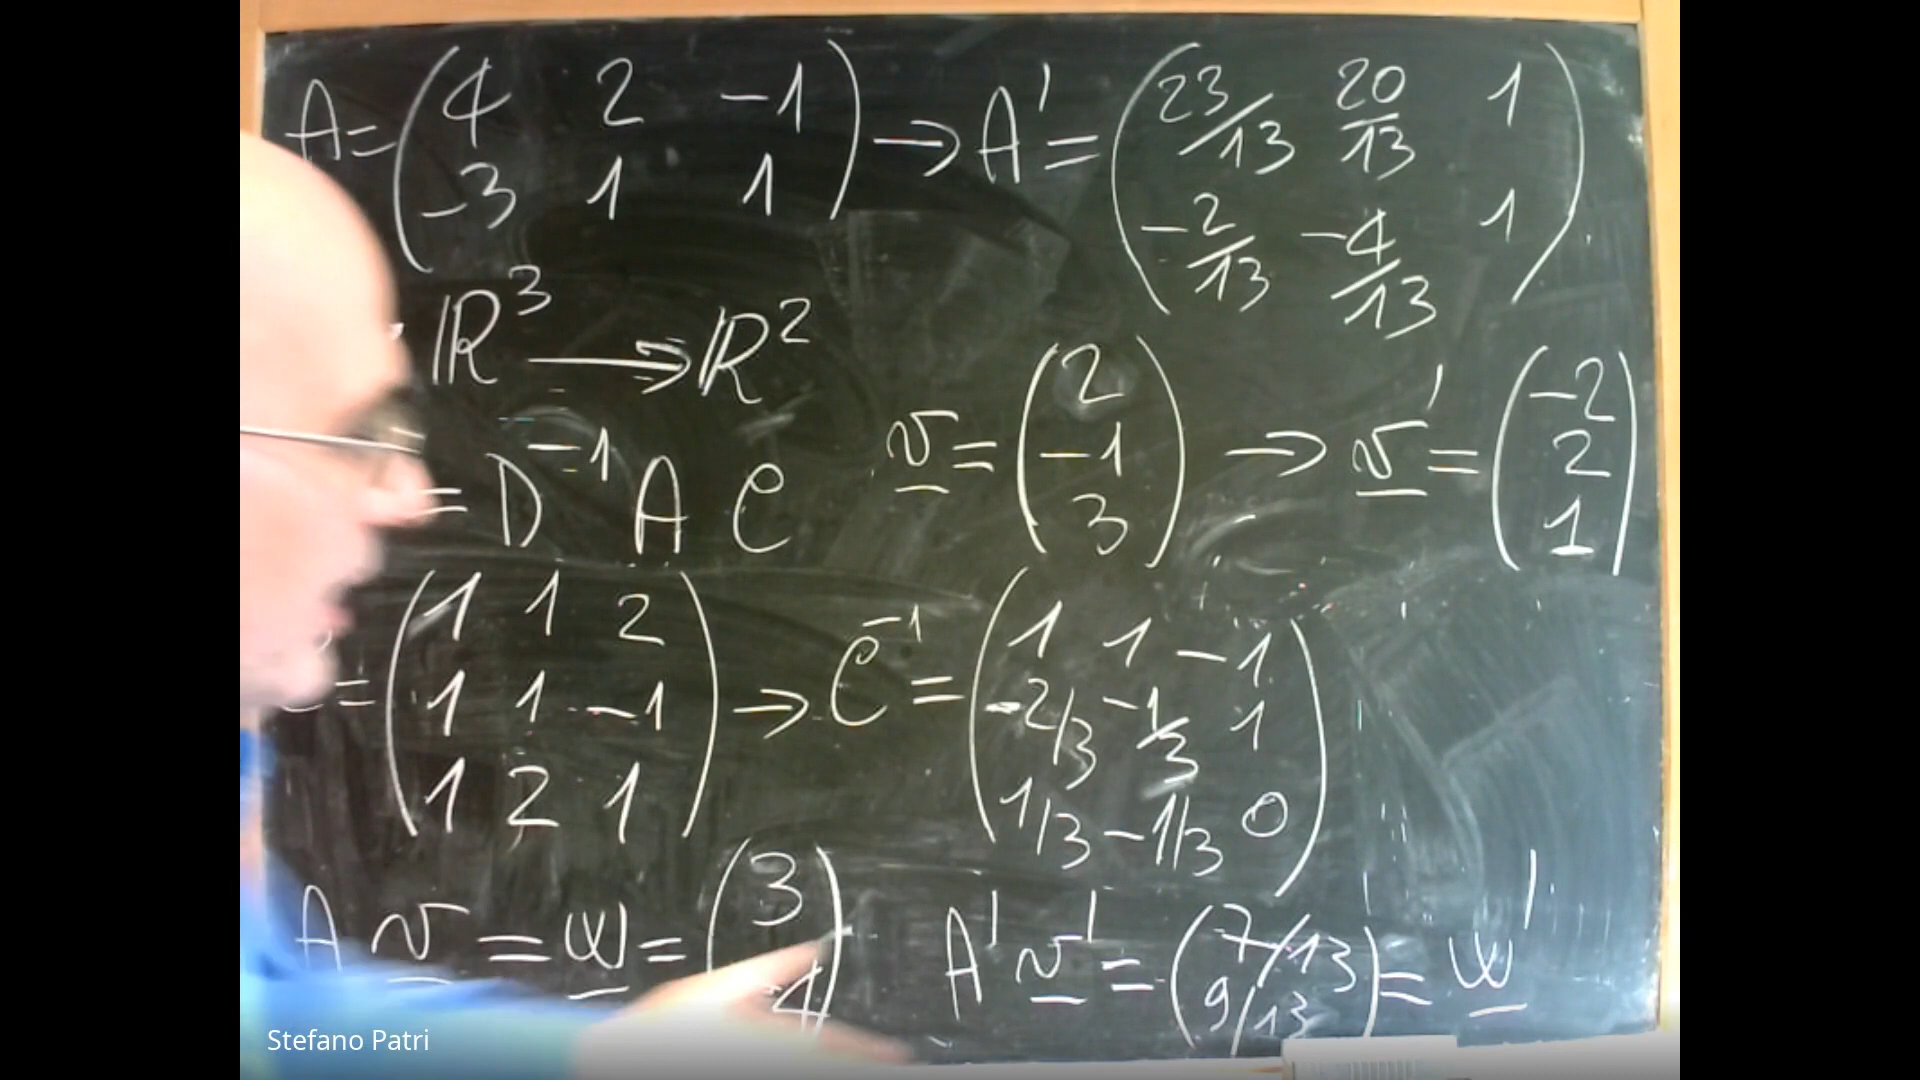 A = ( 4 2 -1 ; -3 1 1 ) → A' = ( 23/13 20/13 1 ; -2/13 -4/13 1 ) .
ℝ³ → ℝ²
= D⁻¹ A C v = ( 2 ; -1 ; 3 ) → v' = ( -2 ; 2 ; 1 )
= ( 1 1 2 ; 1 1 -1 ; 1 2 1 ) → C⁻¹ = ( 1 1 -1 ; -2/3 -1/3 1 ; 1/3 -1/3 0 )
A v = w = ( 3 ; -4 ) A' v' = ( 7/13 ; 9/13 ) = w'
Stefano Patri